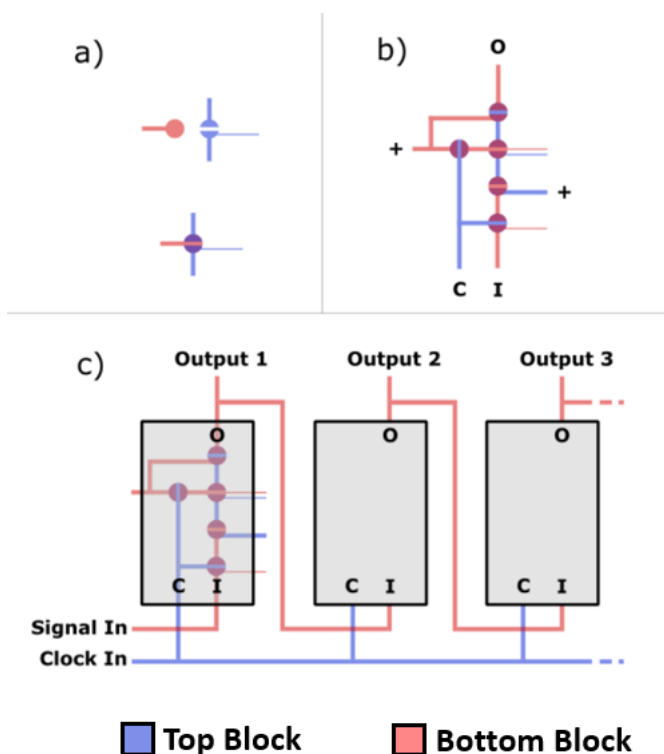 a)
b)
O
+
+
C I
c)
Output 1 Output 2 Output 3
O O O
C I C I C I
Signal In
Clock In
Top Block Bottom Block